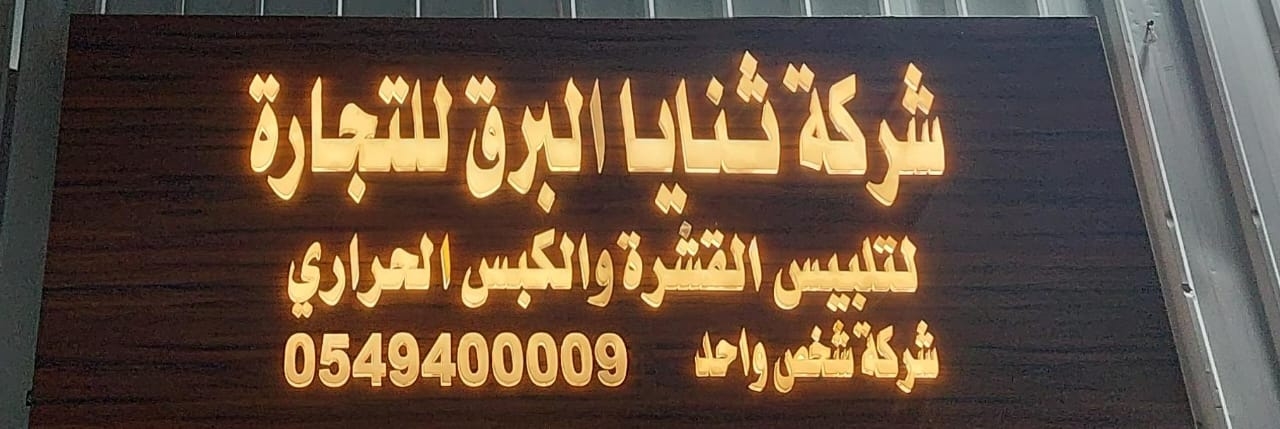 شركة ثنايا البرق للتجارة
لتلبيس القشرة والكبس الحراري
شركة شخص واحد 0549400009